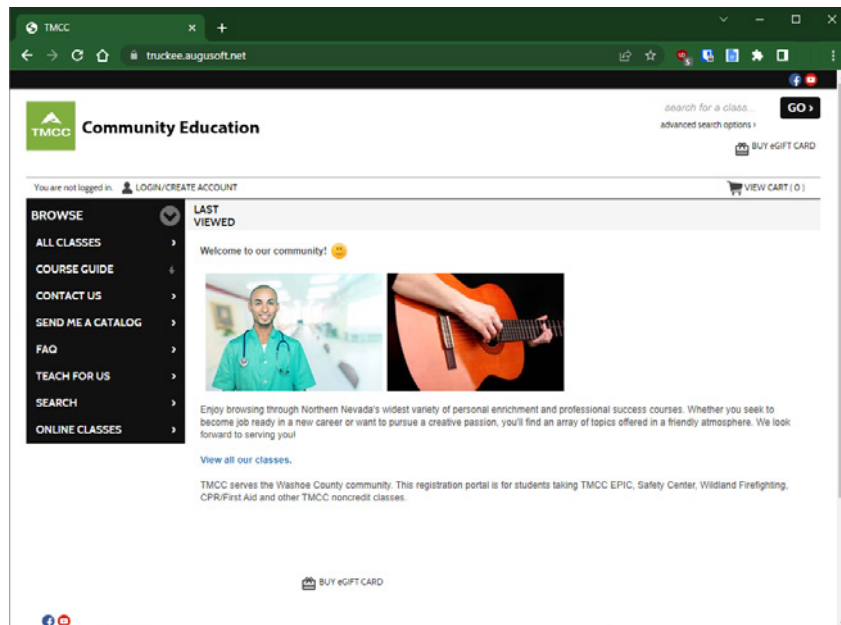 TMCC
truckee.augusoft.net
TMCC
Community Education
search for a class...
GO ›
advanced search options ›
BUY eGIFT CARD
You are not logged in. LOGIN/CREATE ACCOUNT
VIEW CART ( 0 )
BROWSE
ALL CLASSES ›
COURSE GUIDE
CONTACT US ›
SEND ME A CATALOG ›
FAQ ›
TEACH FOR US ›
SEARCH ›
ONLINE CLASSES ›
LAST
VIEWED
Welcome to our community!
Enjoy browsing through Northern Nevada's widest variety of personal enrichment and professional success courses. Whether you seek to
become job ready in a new career or want to pursue a creative passion, you'll find an array of topics offered in a friendly atmosphere. We look
forward to serving you!
View all our classes.
TMCC serves the Washoe County community. This registration portal is for students taking TMCC EPIC, Safety Center, Wildland Firefighting,
CPR/First Aid and other TMCC noncredit classes.
BUY eGIFT CARD